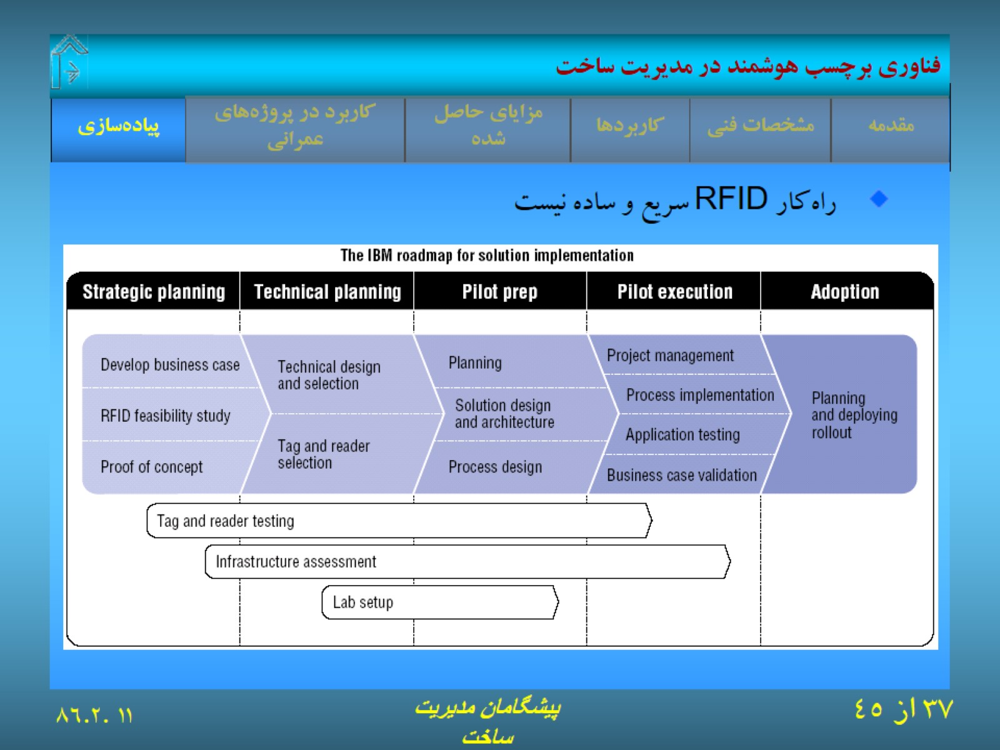 فناوری برچسب هوشمند در مدیریت ساخت
مقدمه
مشخصات فنی
کاربردها
مزایای حاصل
شده
کاربرد در پروژه‌های
عمرانی
پیاده‌سازی
راه‌کار RFID سریع و ساده نیست
The IBM roadmap for solution implementation
Strategic planning
Technical planning
Pilot prep
Pilot execution
Adoption
Develop business case
RFID feasibility study
Proof of concept
Technical design
and selection
Tag and reader
selection
Planning
Solution design
and architecture
Process design
Project management
Process implementation
Application testing
Business case validation
Planning
and deploying
rollout
Tag and reader testing
Infrastructure assessment
Lab setup
۳۷ از ٤٥
پیشگامان مدیریت
ساخت
۸٦.۲. ۱۱